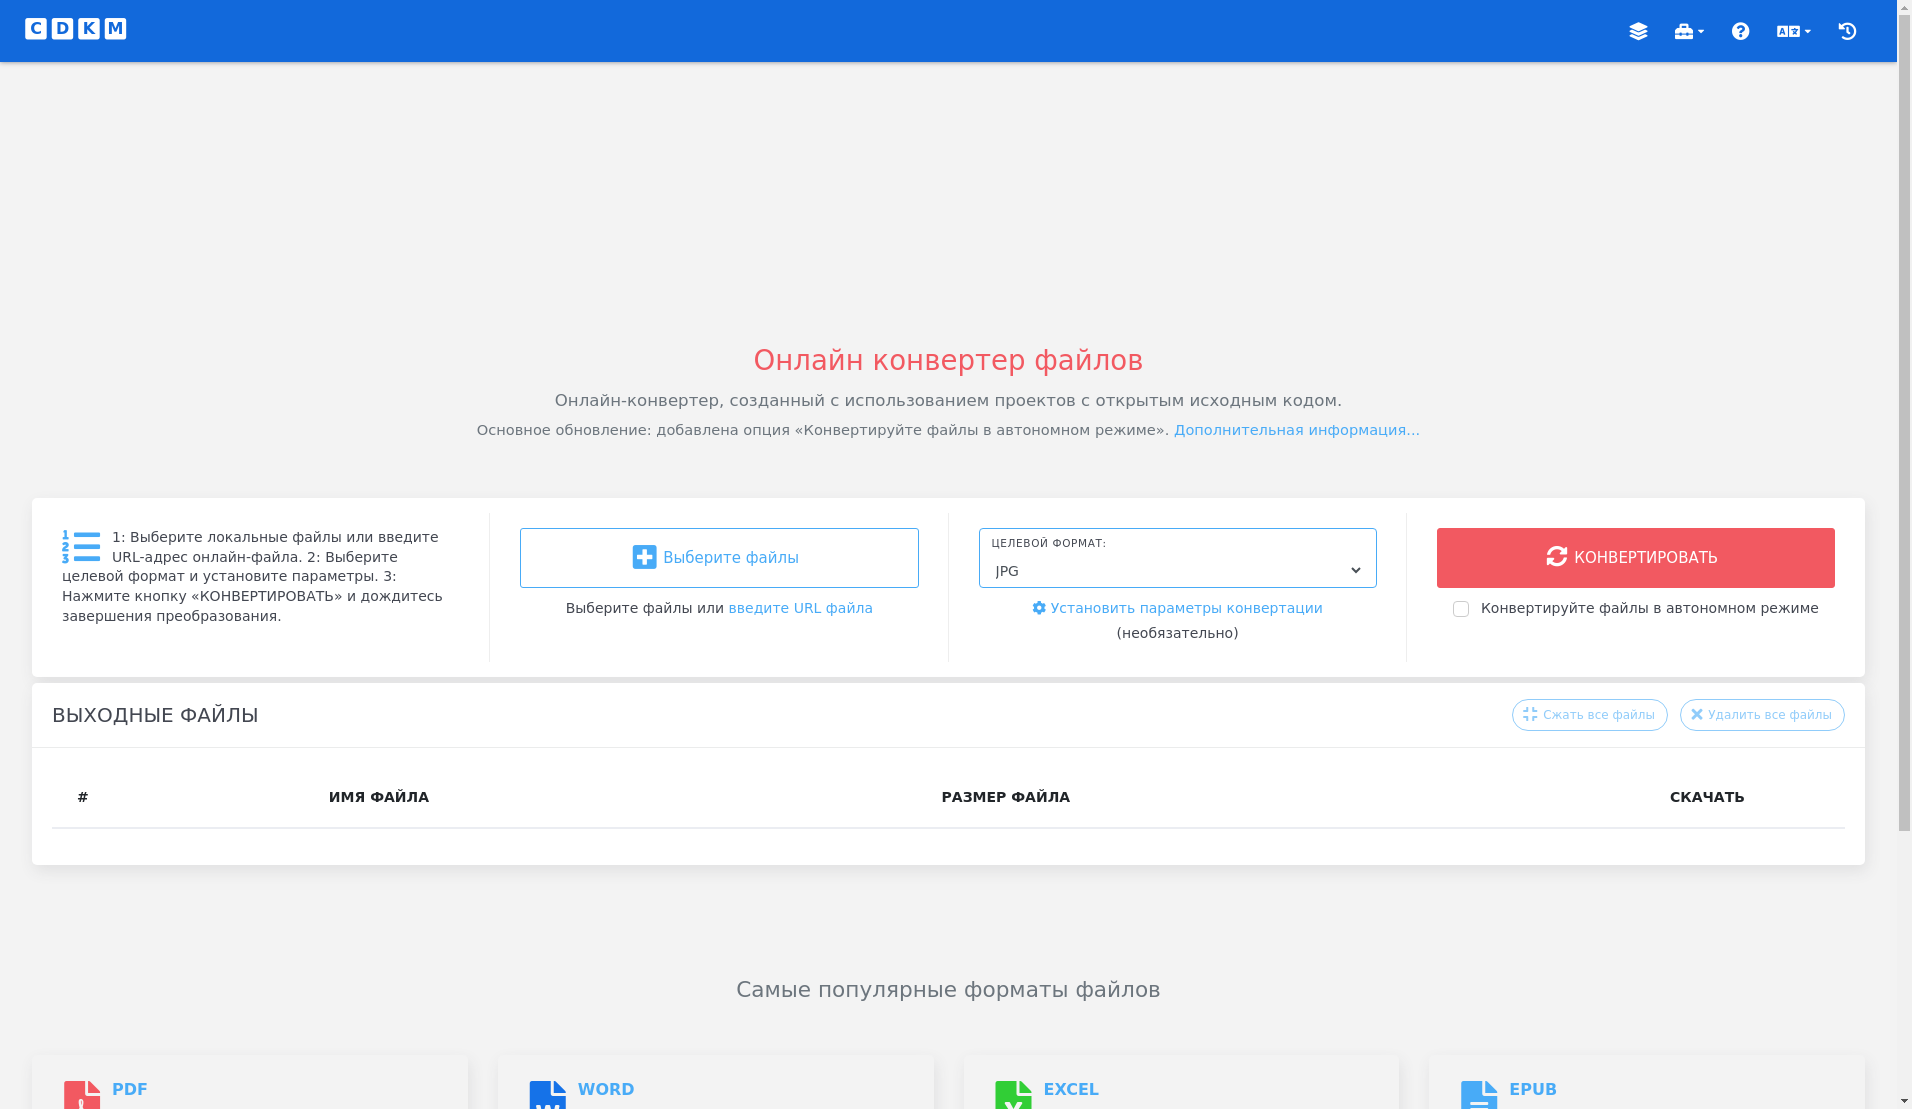 CDKM
Онлайн конвертер файлов
Онлайн-конвертер, созданный с использованием проектов с открытым исходным кодом.
Основное обновление: добавлена опция «Конвертируйте файлы в автономном режиме». Дополнительная информация...
1: Выберите локальные файлы или введите
URL-адрес онлайн-файла. 2: Выберите
целевой формат и установите параметры. 3:
Нажмите кнопку «КОНВЕРТИРОВАТЬ» и дождитесь
завершения преобразования.
Выберите файлы
Выберите файлы или введите URL файла
ЦЕЛЕВОЙ ФОРМАТ:
JPG
Установить параметры конвертации
(необязательно)
КОНВЕРТИРОВАТЬ
Конвертируйте файлы в автономном режиме
ВЫХОДНЫЕ ФАЙЛЫ
Сжать все файлы
Удалить все файлы
# ИМЯ ФАЙЛА РАЗМЕР ФАЙЛА СКАЧАТЬ
Самые популярные форматы файлов
PDF
WORD
EXCEL
EPUB